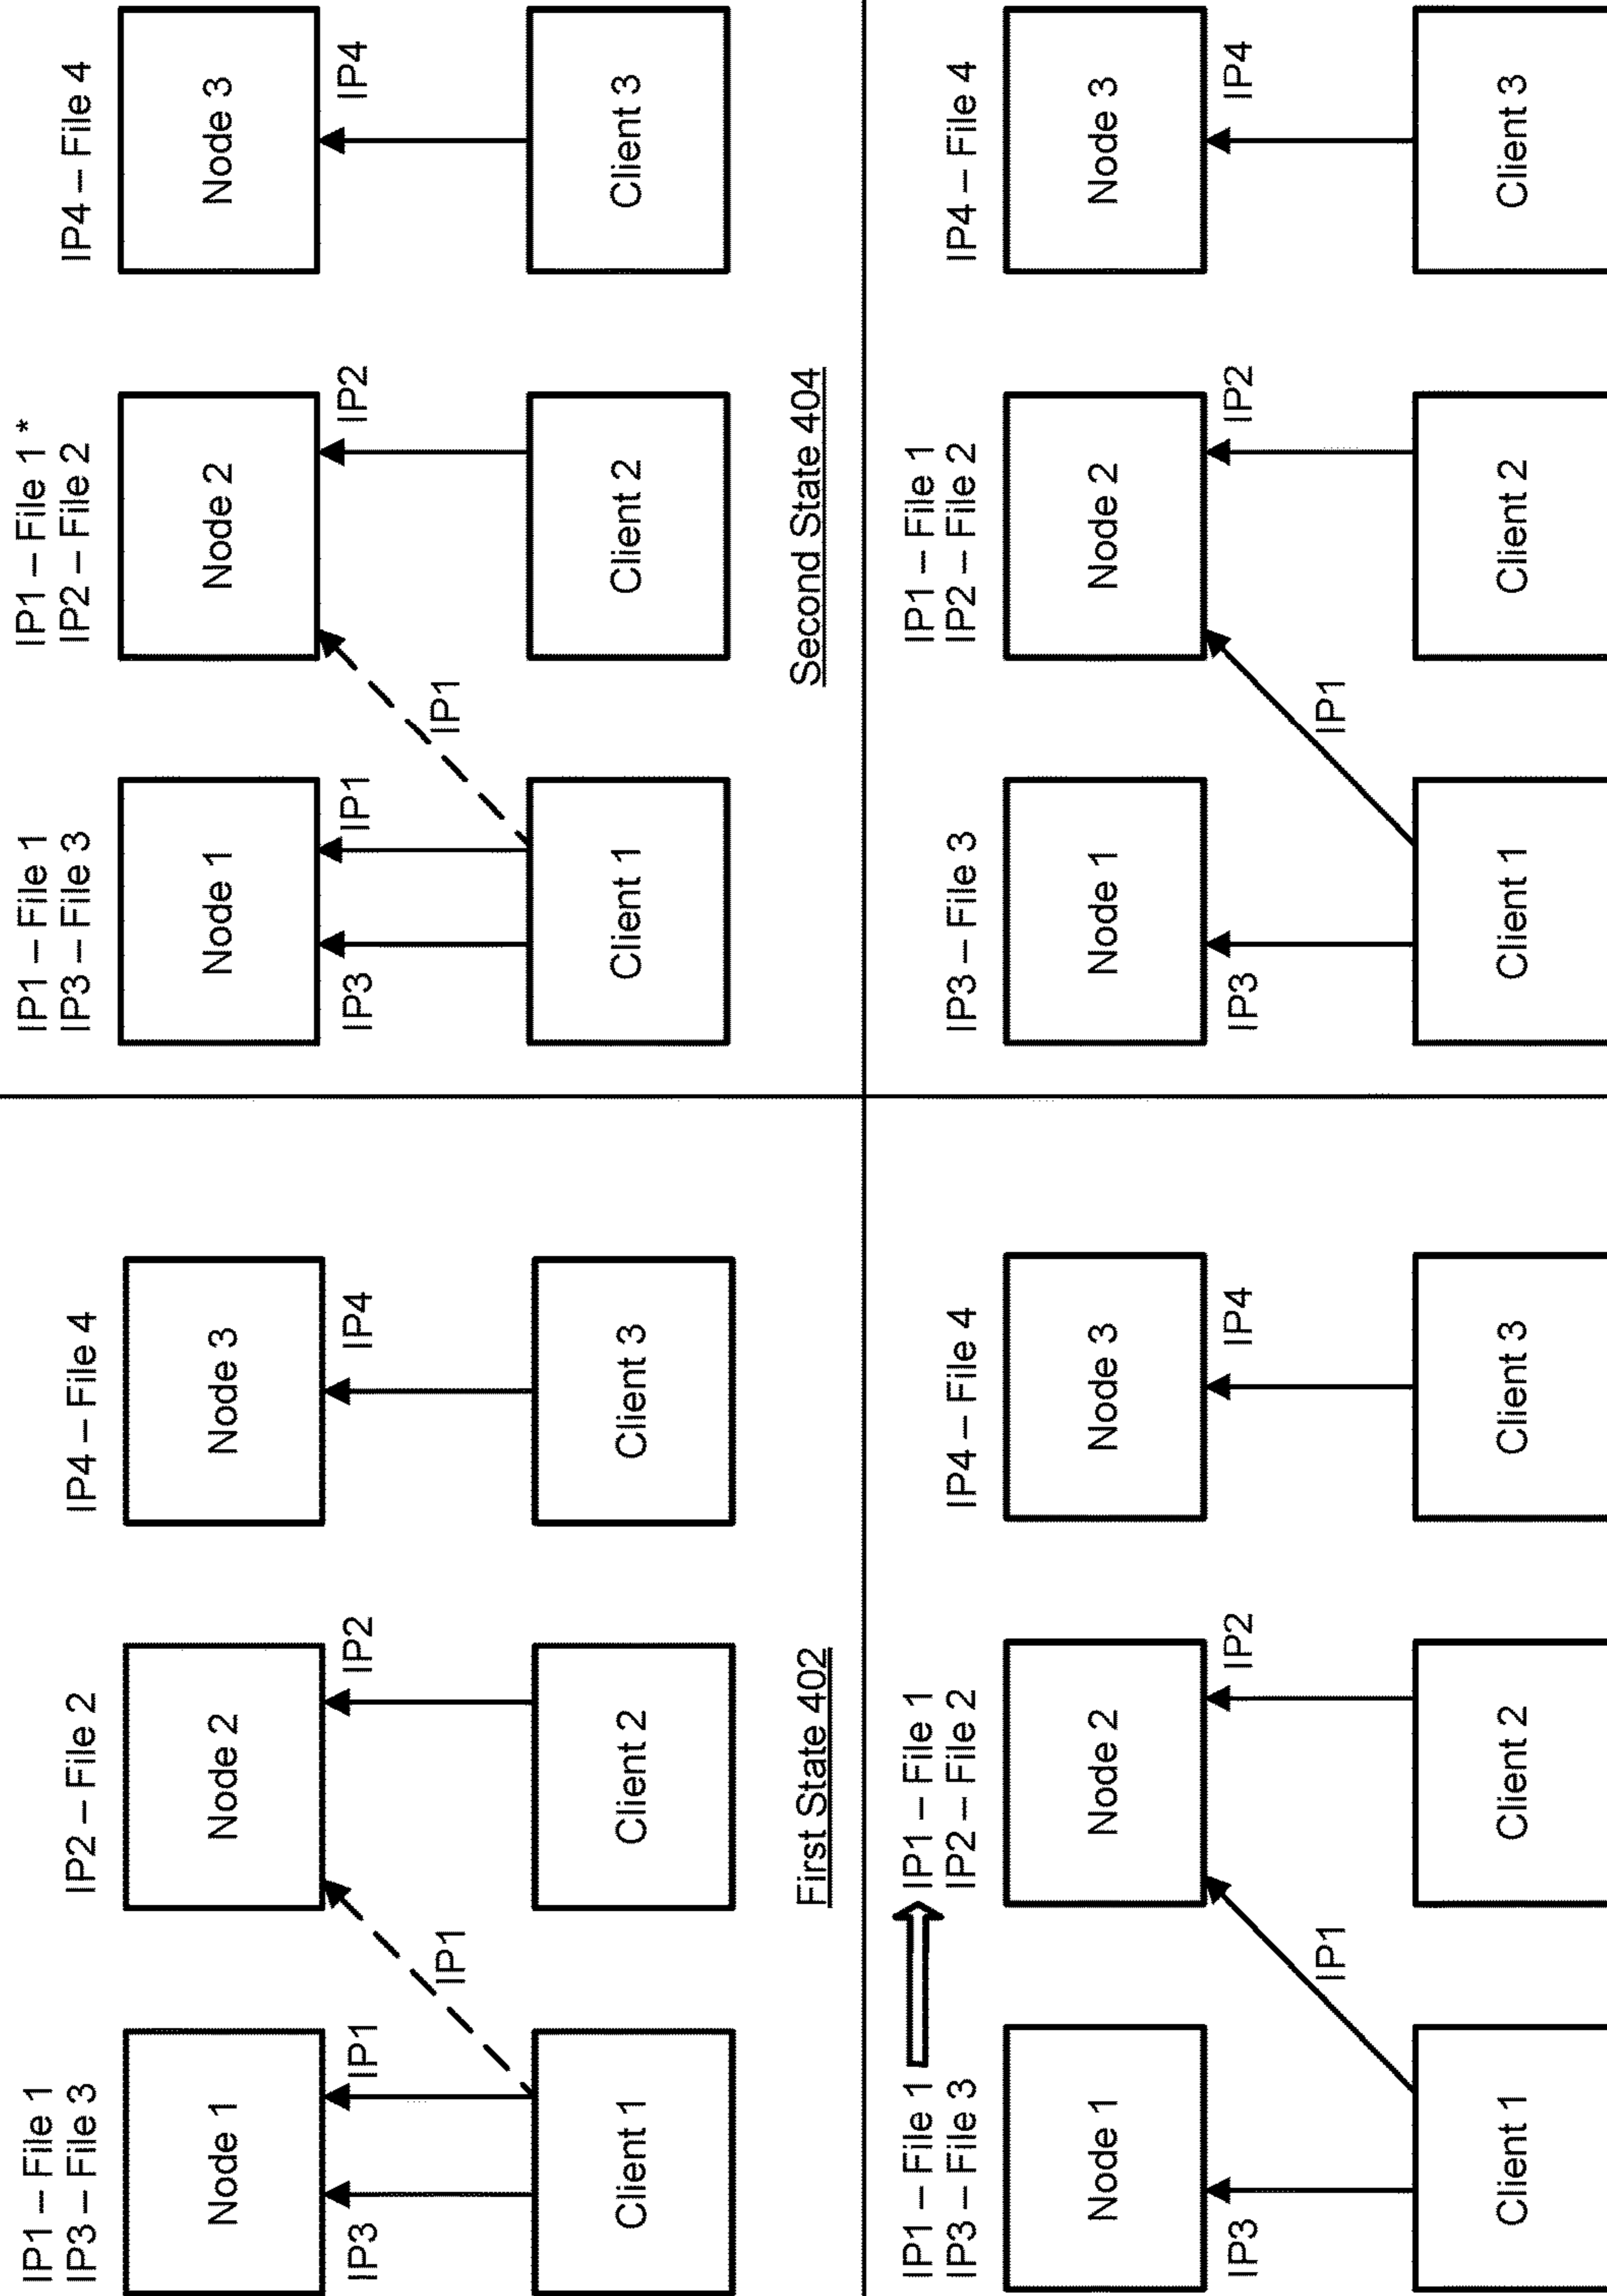 IP1 – File 1
IP3 – File 3
IP2 – File 2
IP4 – File 4
Node 1
Node 2
Node 3
IP3
IP1
IP1
IP2
IP4
Client 1
Client 2
Client 3
First State 402
IP1 – File 1
IP3 – File 3
IP1 – File 1 *
IP2 – File 2
IP4 – File 4
Node 1
Node 2
Node 3
IP3
IP1
IP1
IP2
IP4
Client 1
Client 2
Client 3
Second State 404
IP1 – File 1
IP3 – File 3
IP1 – File 1
IP2 – File 2
IP4 – File 4
Node 1
Node 2
Node 3
IP3
IP1
IP2
IP4
Client 1
Client 2
Client 3
IP3 – File 3
IP1 – File 1
IP2 – File 2
IP4 – File 4
Node 1
Node 2
Node 3
IP3
IP1
IP2
IP4
Client 1
Client 2
Client 3